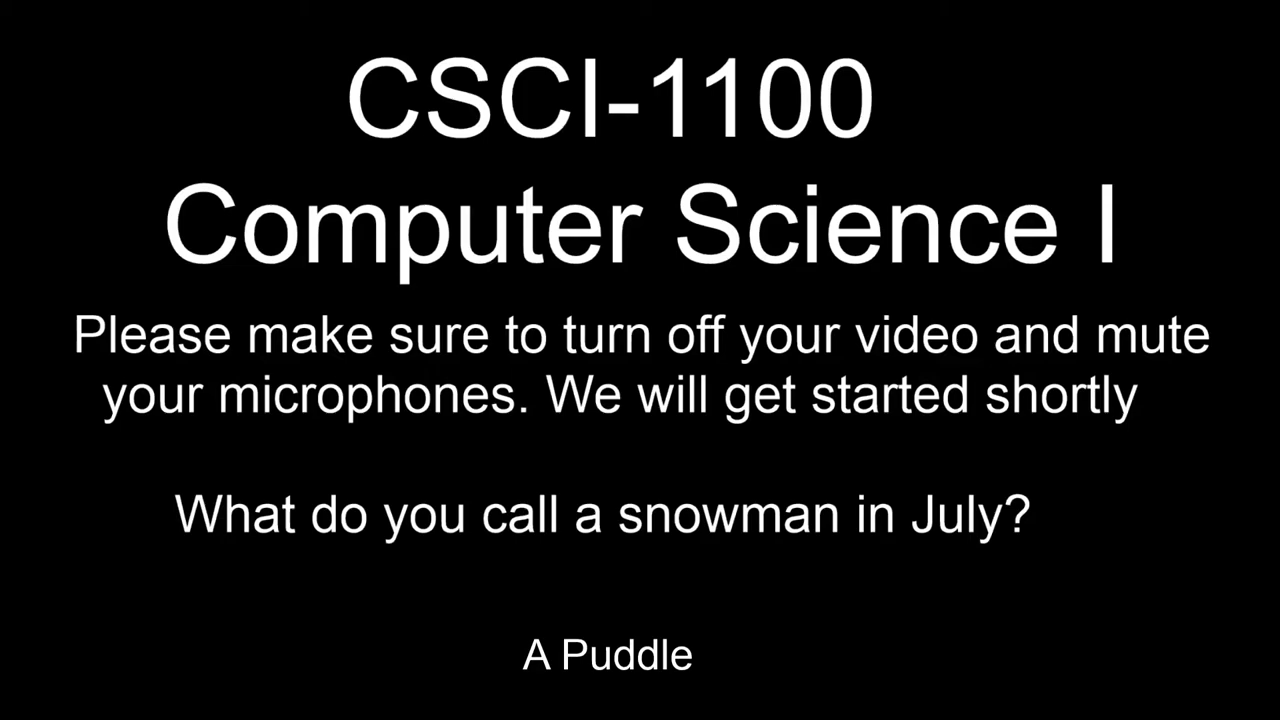 CSCI-1100
Computer Science I
Please make sure to turn off your video and mute
your microphones. We will get started shortly
What do you call a snowman in July?
A Puddle